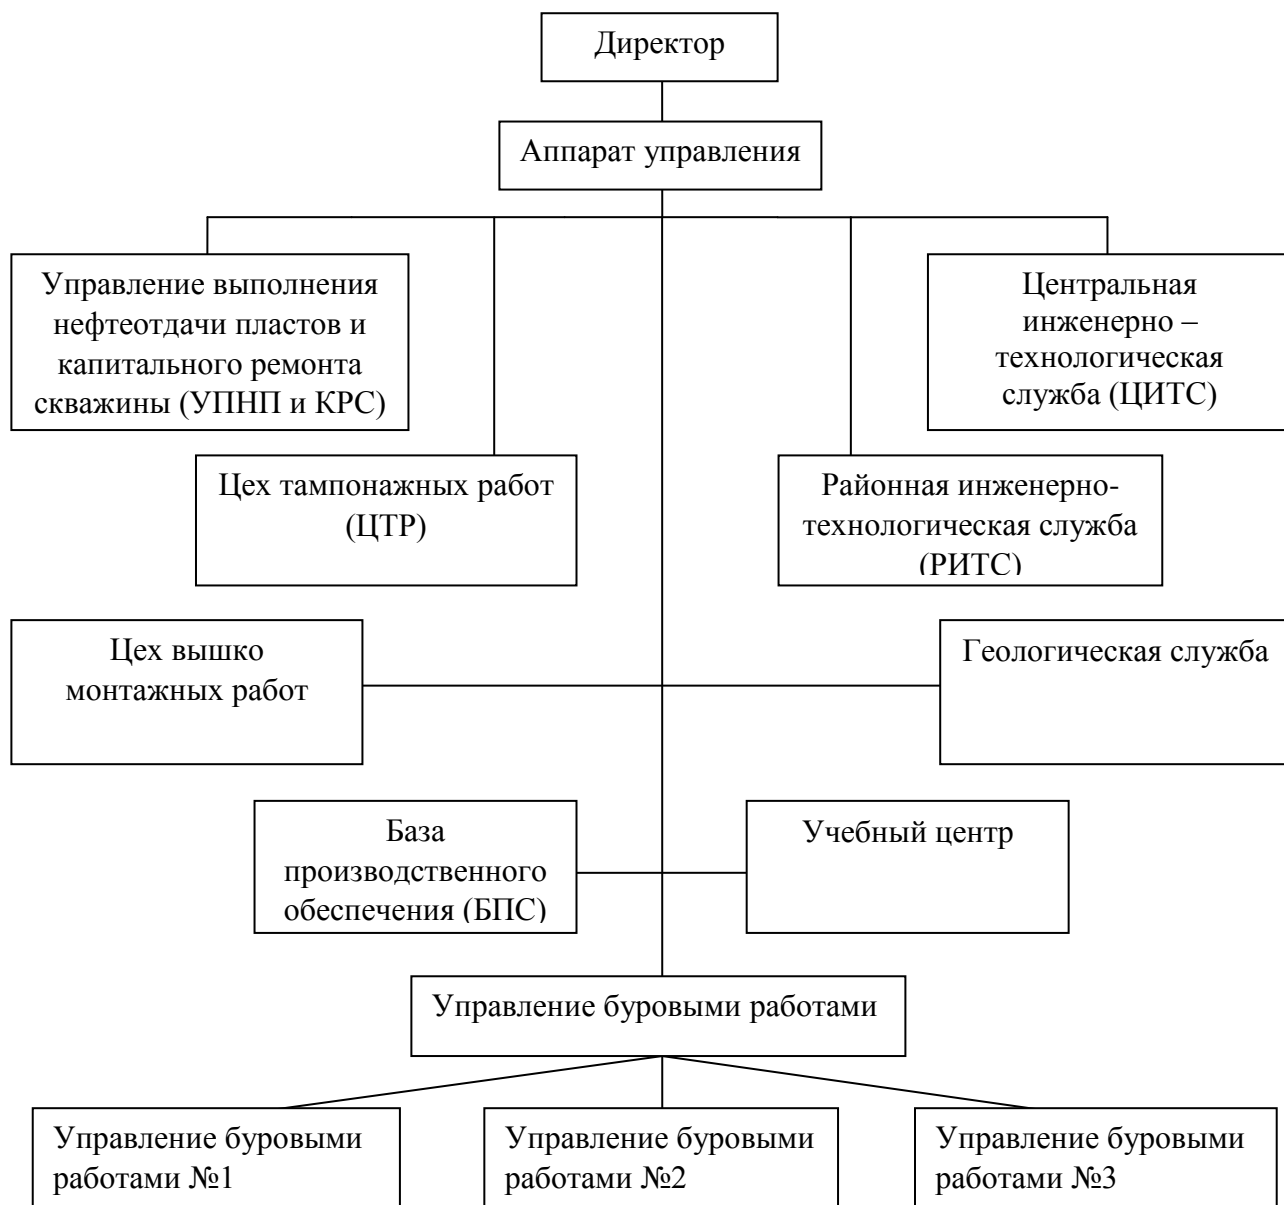 Директор
Аппарат управления
Управление выполнения
нефтеотдачи пластов и
капитального ремонта
скважины (УПНП и КРС)
Центральная
инженерно –
технологическая
служба (ЦИТС)
Цех тампонажных работ
(ЦТР)
Районная инженерно-
технологическая служба
(РИТС)
Цех вышко
монтажных работ
Геологическая служба
База
производственного
обеспечения (БПС)
Учебный центр
Управление буровыми работами
Управление буровыми
работами №1
Управление буровыми
работами №2
Управление буровыми
работами №3